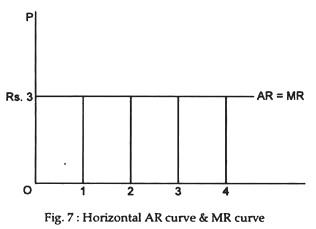 P
Rs. 3
AR = MR
O
1
2
3
4
Fig. 7 : Horizontal AR curve & MR curve